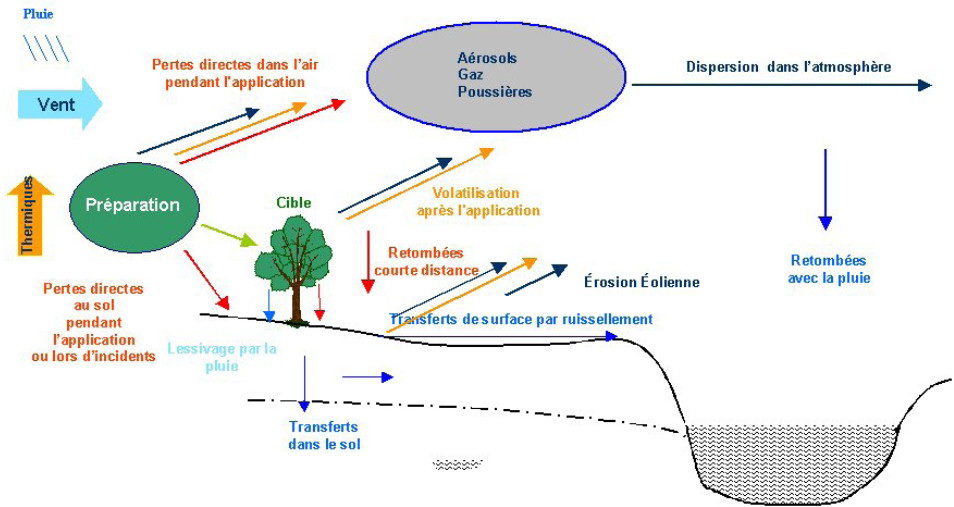 Pluie
Pertes directes dans l'air
pendant l'application
Aérosols
Gaz
Poussières
Dispersion dans l'atmosphère
Vent
Thermiques
Préparation
Cible
Volatilisation
après l'application
Retombées
courte distance
Retombées
avec la pluie
Érosion Éolienne
Pertes directes
au sol
pendant
l'application
ou lors d'incidents
Transferts de surface par ruissellement
Lessivage par la
pluie
Transferts
dans le sol